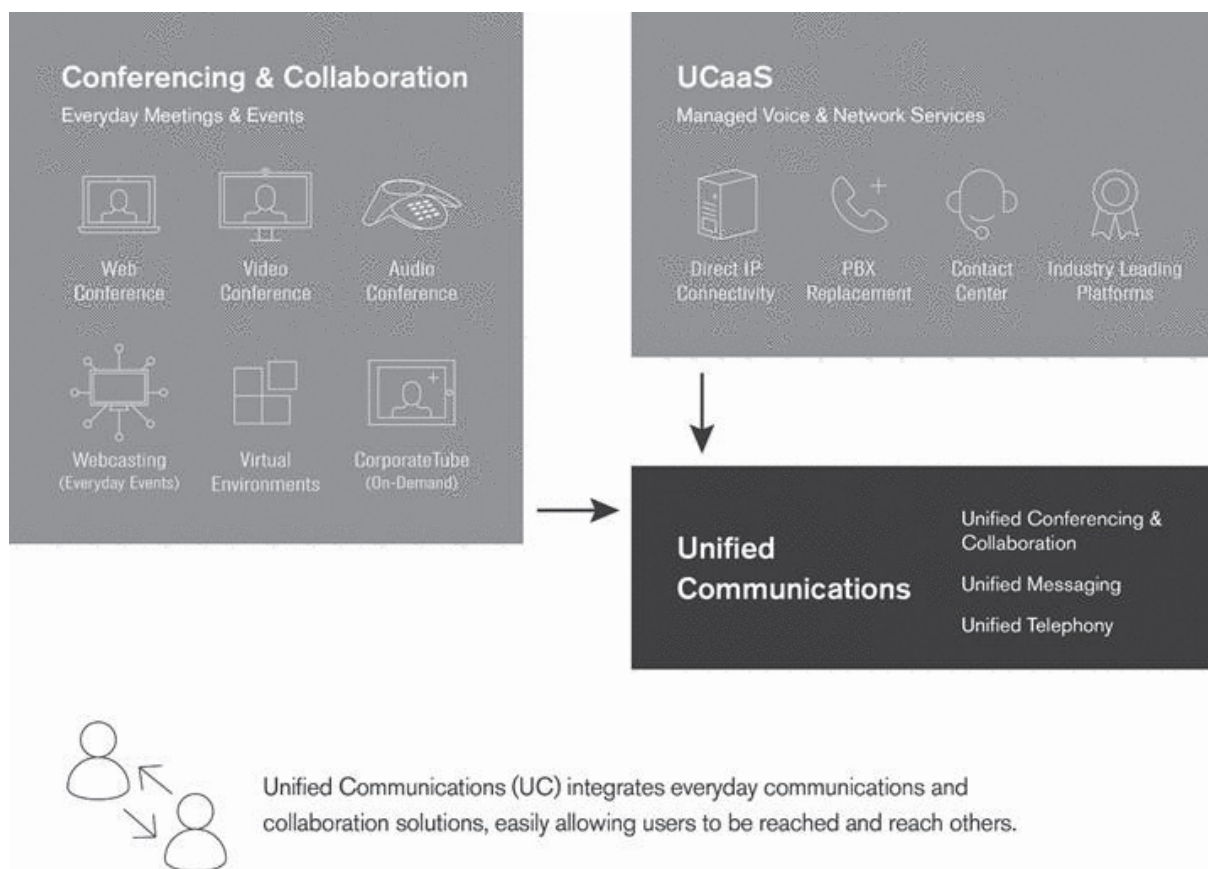 Conferencing & Collaboration
Everyday Meetings & Events
Web
Conference
Video
Conference
Audio
Conference
Webcasting
(Everyday Events)
Virtual
Environments
CorporateTube
(On-Demand)
UCaaS
Managed Voice & Network Services
Direct IP
Connectivity
PBX
Replacement
Contact
Center
Industry Leading
Platforms
Unified
Communications
Unified Conferencing &
Collaboration
Unified Messaging
Unified Telephony
Unified Communications (UC) integrates everyday communications and
collaboration solutions, easily allowing users to be reached and reach others.